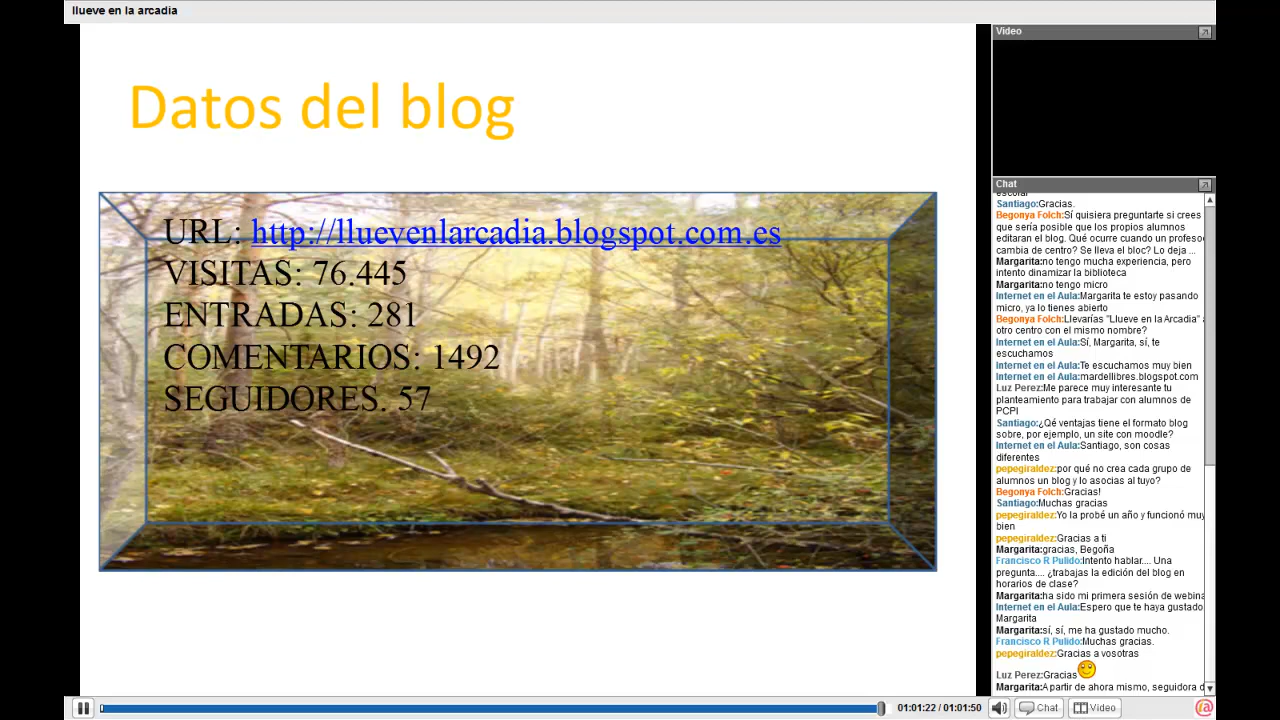 llueve en la arcadia
Datos del blog
URL: http://lluevenlarcadia.blogspot.com.es
VISITAS: 76.445
ENTRADAS: 281
COMENTARIOS: 1492
SEGUIDORES. 57
Video
Chat
escolar
Santiago:Gracias.
Begonya Folch:Sí quisiera preguntarte si crees
que sería posible que los propios alumnos
editaran el blog. Qué ocurre cuando un profeso
cambia de centro? Se lleva el bloc? Lo deja ...
Margarita:no tengo mucha experiencia, pero
intento dinamizar la biblioteca
Margarita:no tengo micro
Internet en el Aula:Margarita te estoy pasando
micro, ya lo tienes abierto
Begonya Folch:Llevarías "Llueve en la Arcadia" a
otro centro con el mismo nombre?
Internet en el Aula:Sí, Margarita, sí, te
escuchamos
Internet en el Aula:Te escuchamos muy bien
Internet en el Aula:mardellibres.blogspot.com
Luz Perez:Me parece muy interesante tu
planteamiento para trabajar con alumnos de
PCPI
Santiago:¿Qé ventajas tiene el formato blog
sobre, por ejemplo, un site con moodle?
Internet en el Aula:Santiago, son cosas
diferentes
pepegiraldez:por qué no crea cada grupo de
alumnos un blog y lo asocias al tuyo?
Begonya Folch:Gracias!
Santiago:Muchas gracias
pepegiraldez:Yo la probé un año y funcionó muy
bien
pepegiraldez:Gracias a ti
Margarita:gracias, Begoña
Francisco R Pulido:Intento hablar.... Una
pregunta.... ¿trabajas la edición del blog en
horarios de clase?
Margarita:ha sido mi primera sesión de webina
Internet en el Aula:Espero que te haya gustado
Margarita
Margarita:sí, sí, me ha gustado mucho.
Francisco R Pulido:Muchas gracias.
pepegiraldez:Gracias a vosotras
Luz Perez:Gracias
Margarita:A partir de ahora mismo, seguidora d
01:01:22 / 01:01:50
Chat
Video